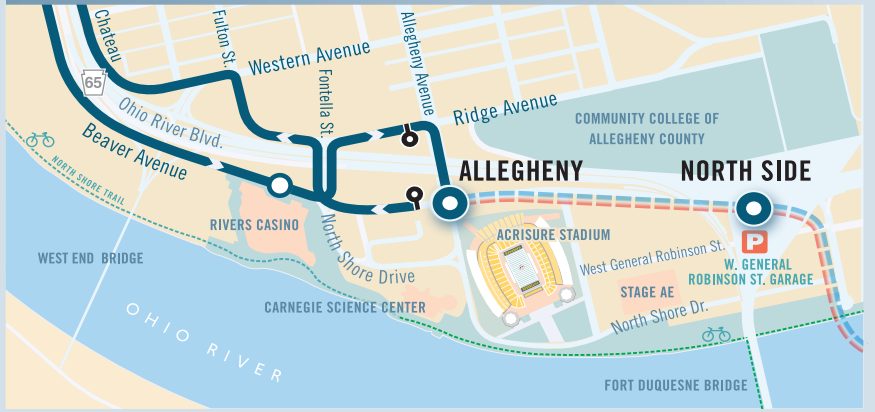 Chateau
Fulton St.
Western Avenue
Allegheny Avenue
65
Fontella St.
Ohio River Blvd.
Ridge Avenue
COMMUNITY COLLEGE OF
ALLEGHENY COUNTY
Beaver Avenue
NORTH SHORE TRAIL
ALLEGHENY
NORTH SIDE
RIVERS CASINO
North Shore Drive
ACRISURE STADIUM
West General Robinson St.
P
W. GENERAL
ROBINSON ST. GARAGE
WEST END BRIDGE
STAGE AE
CARNEGIE SCIENCE CENTER
North Shore Dr.
OHIO RIVER
FORT DUQUESNE BRIDGE